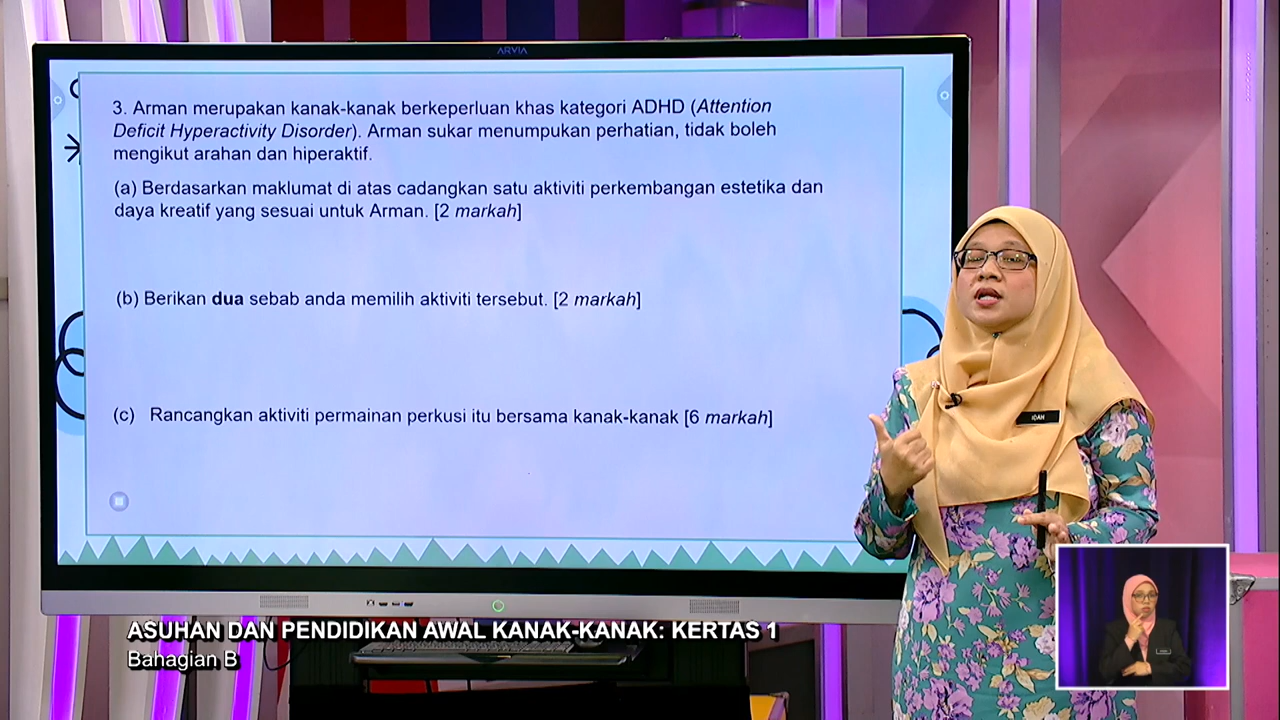 ARVIA
3. Arman merupakan kanak-kanak berkeperluan khas kategori ADHD (Attention
Deficit Hyperactivity Disorder). Arman sukar menumpukan perhatian, tidak boleh
mengikut arahan dan hiperaktif.
(a) Berdasarkan maklumat di atas cadangkan satu aktiviti perkembangan estetika dan
daya kreatif yang sesuai untuk Arman. [2 markah]
(b) Berikan dua sebab anda memilih aktiviti tersebut. [2 markah]
(c) Rancangkan aktiviti permainan perkusi itu bersama kanak-kanak [6 markah]
IDAH
ASUHAN DAN PENDIDIKAN AWAL KANAK-KANAK: KERTAS 1
Bahagian B